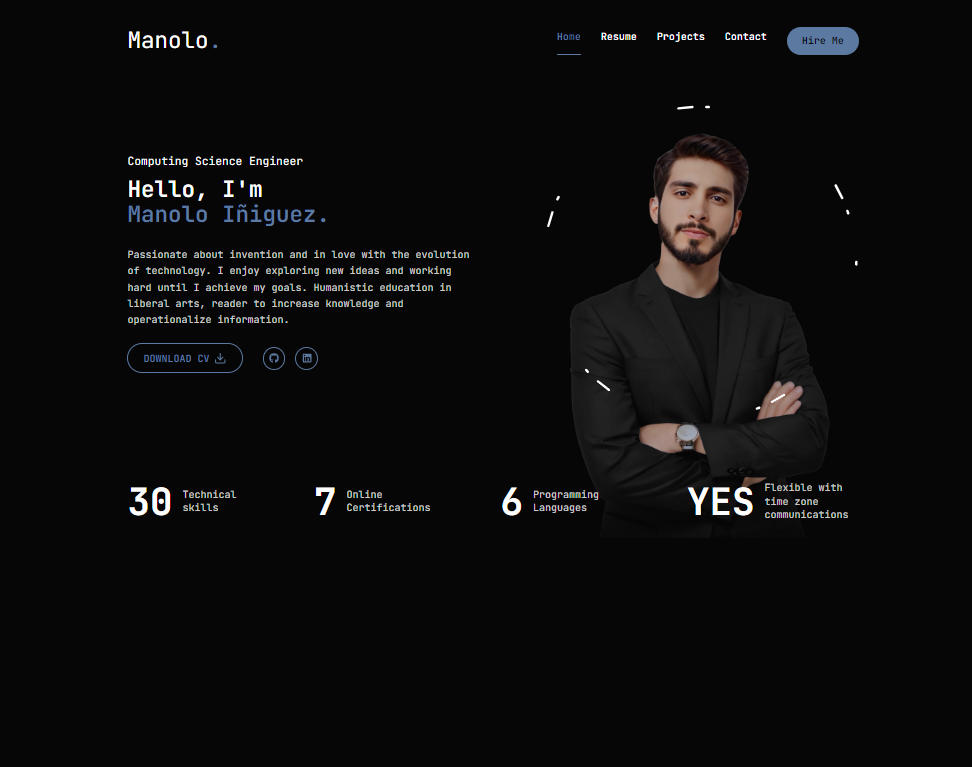 Manolo.
Home Resume Projects Contact Hire Me
Computing Science Engineer
Hello, I'm
Manolo Iñiguez.
Passionate about invention and in love with the evolution
of technology. I enjoy exploring new ideas and working
hard until I achieve my goals. Humanistic education in
liberal arts, reader to increase knowledge and
operationalize information.
DOWNLOAD CV
30 Technical
skills
7 Online
Certifications
6 Programming
Languages
YES Flexible with
time zone
communications